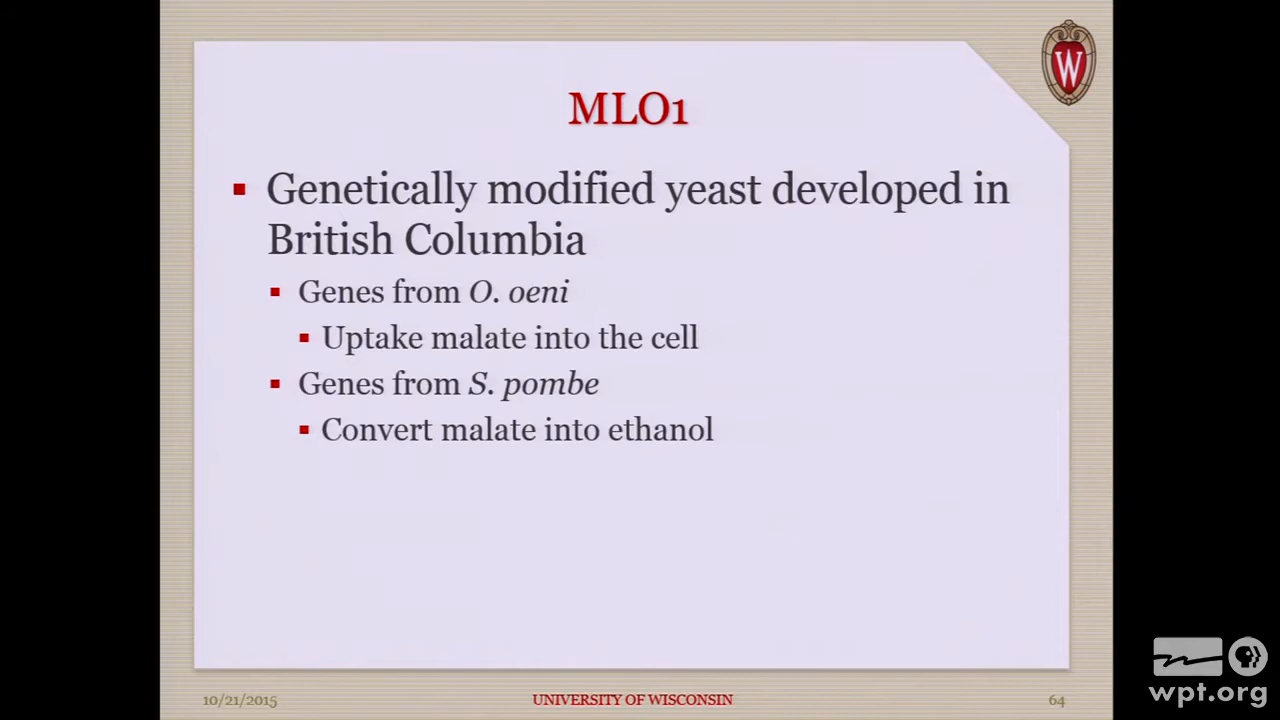 W
MLO1
Genetically modified yeast developed in
British Columbia
Genes from O. oeni
Uptake malate into the cell
Genes from S. pombe
Convert malate into ethanol
10/21/2015
UNIVERSITY OF WISCONSIN
64
wpt.org